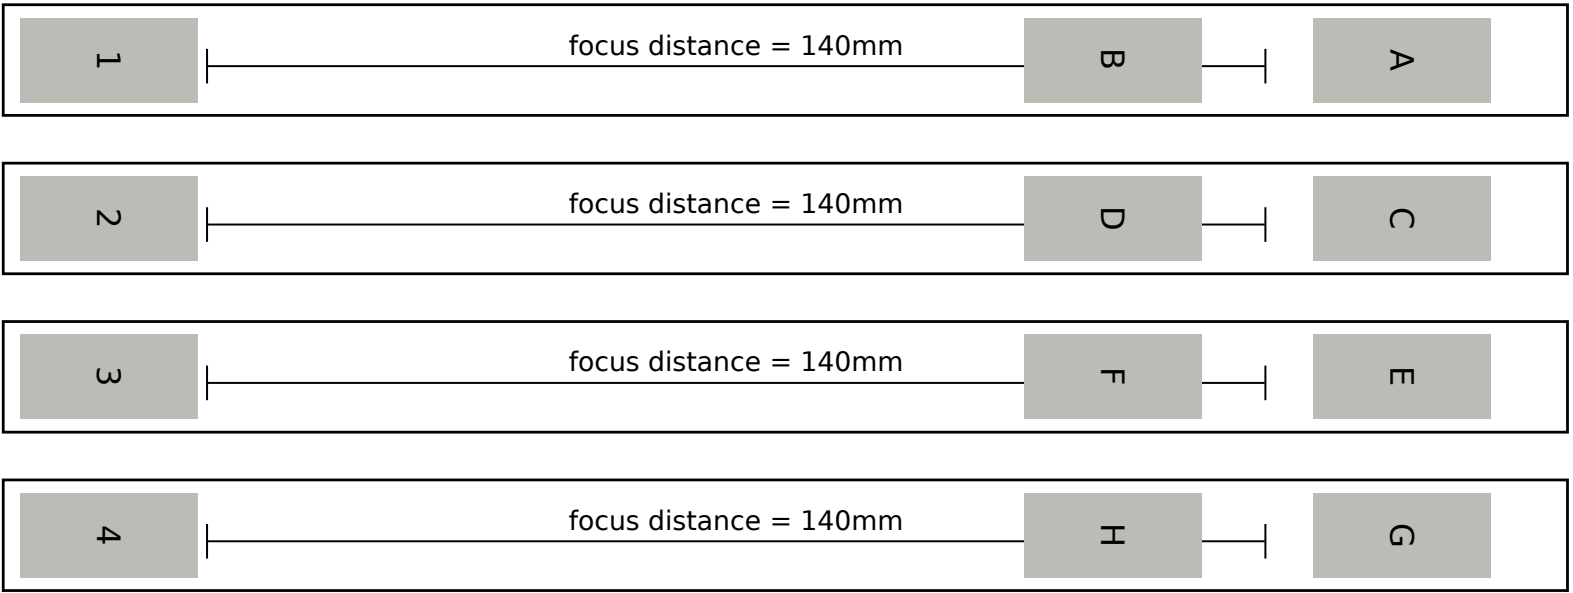 1 focus distance = 140mm B A
2 focus distance = 140mm D C
3 focus distance = 140mm F E
4 focus distance = 140mm H G